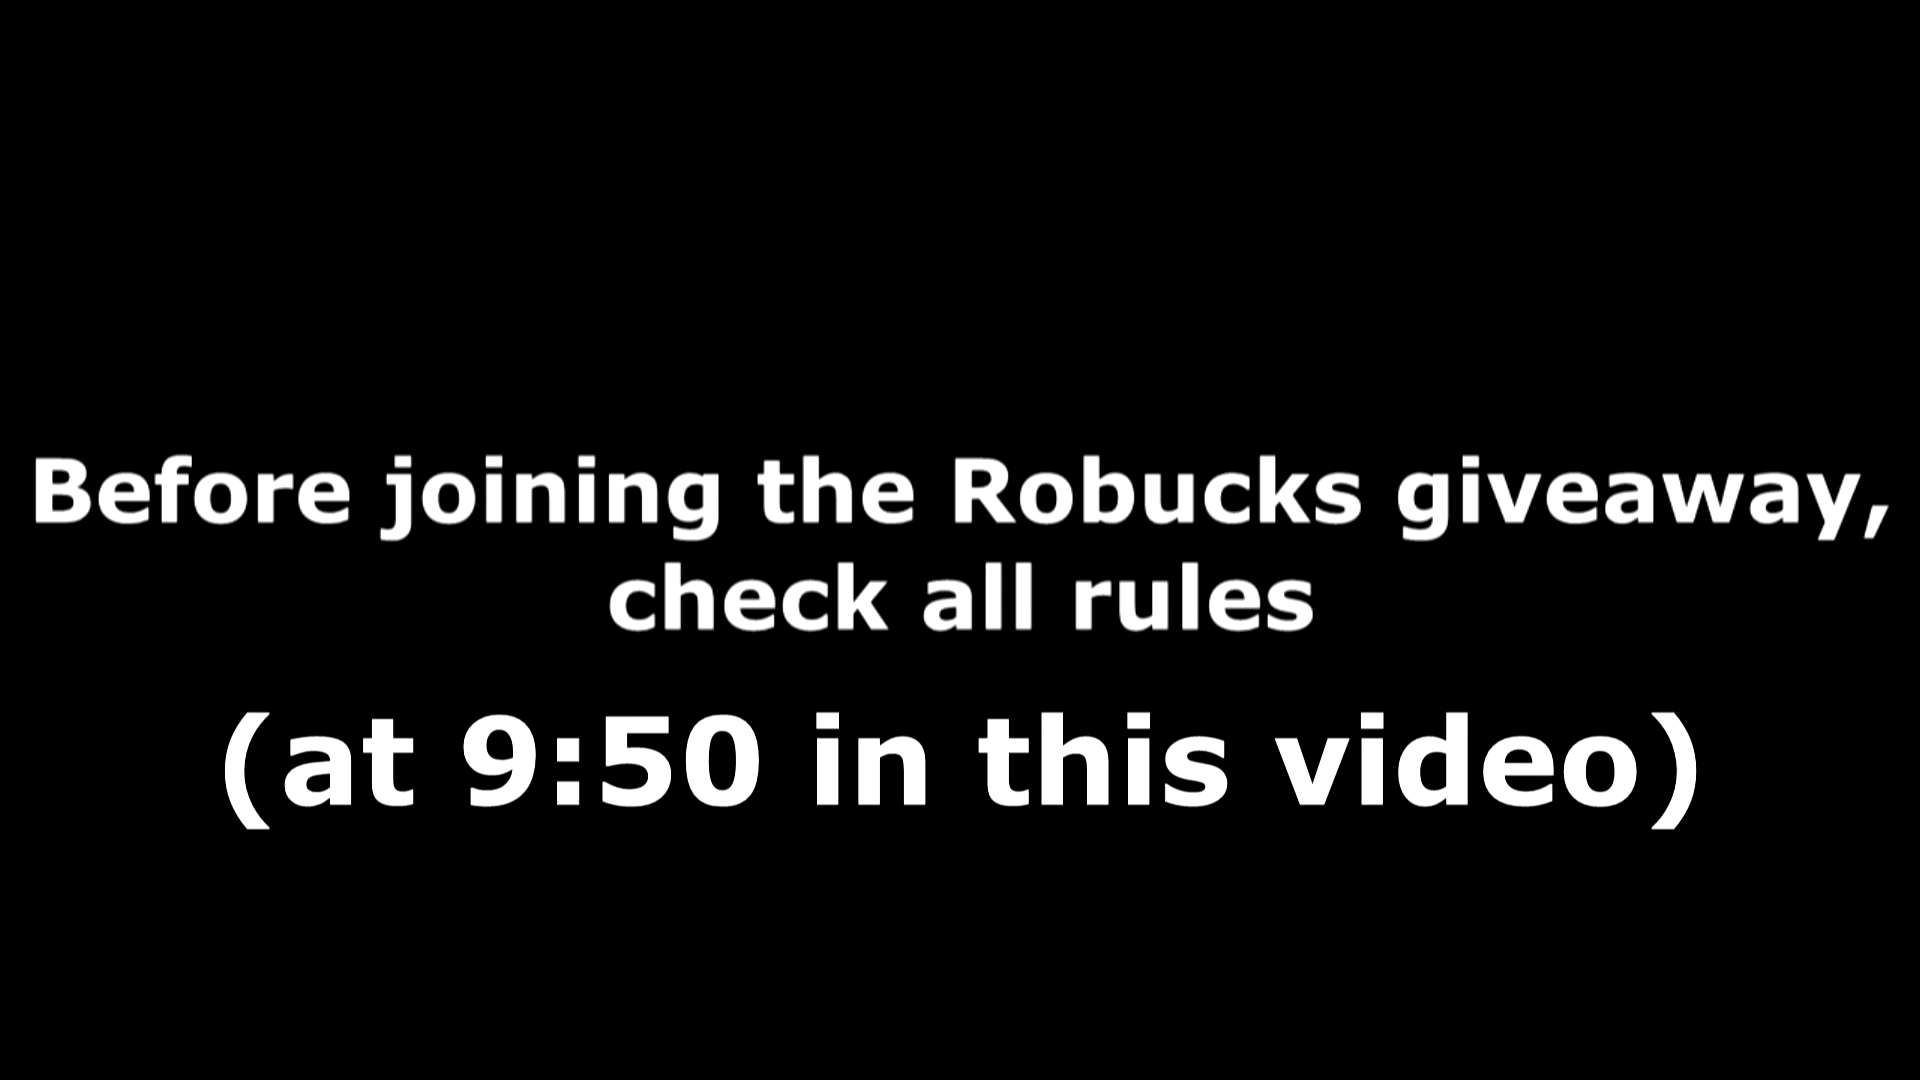 Before joining the Robucks giveaway,
check all rules
(at 9:50 in this video)